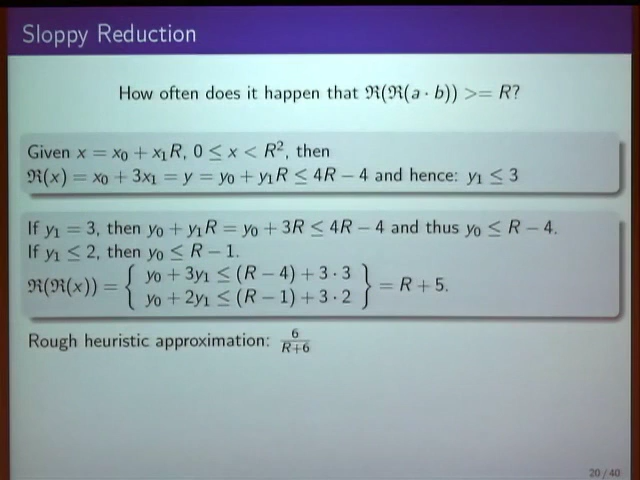 Sloppy Reduction
How often does it happen that ℜ(ℜ(a · b)) >= R?
Given x = x₀ + x₁R, 0 ≤ x < R², then
ℜ(x) = x₀ + 3x₁ = y = y₀ + y₁R ≤ 4R − 4 and hence: y₁ ≤ 3
If y₁ = 3, then y₀ + y₁R = y₀ + 3R ≤ 4R − 4 and thus y₀ ≤ R − 4.
If y₁ ≤ 2, then y₀ ≤ R − 1.
ℜ(ℜ(x)) = { y₀ + 3y₁ ≤ (R − 4) + 3 · 3
y₀ + 2y₁ ≤ (R − 1) + 3 · 2 } = R + 5.
Rough heuristic approximation: 6/(R+6)
20 / 40